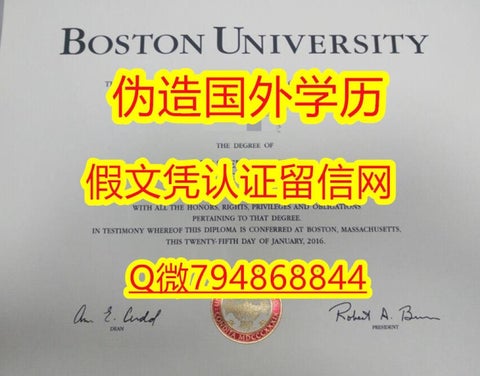 BOSTON UNIVERSITY
伪造国外学历
THE DEGREE OF
假文凭认证留信网
WITH ALL THE HONORS, RIGHTS, PRIVILEGES AND OBLIGATIONS
PERTAINING TO THAT DEGREE.
IN TESTIMONY WHEREOF THIS DIPLOMA IS CONFERRED AT BOSTON, MASSACHUSETTS,
THIS TWENTY-FIFTH DAY OF JANUARY, 2016.
Q微794868844
DEAN
Robert A. Brown
PRESIDENT